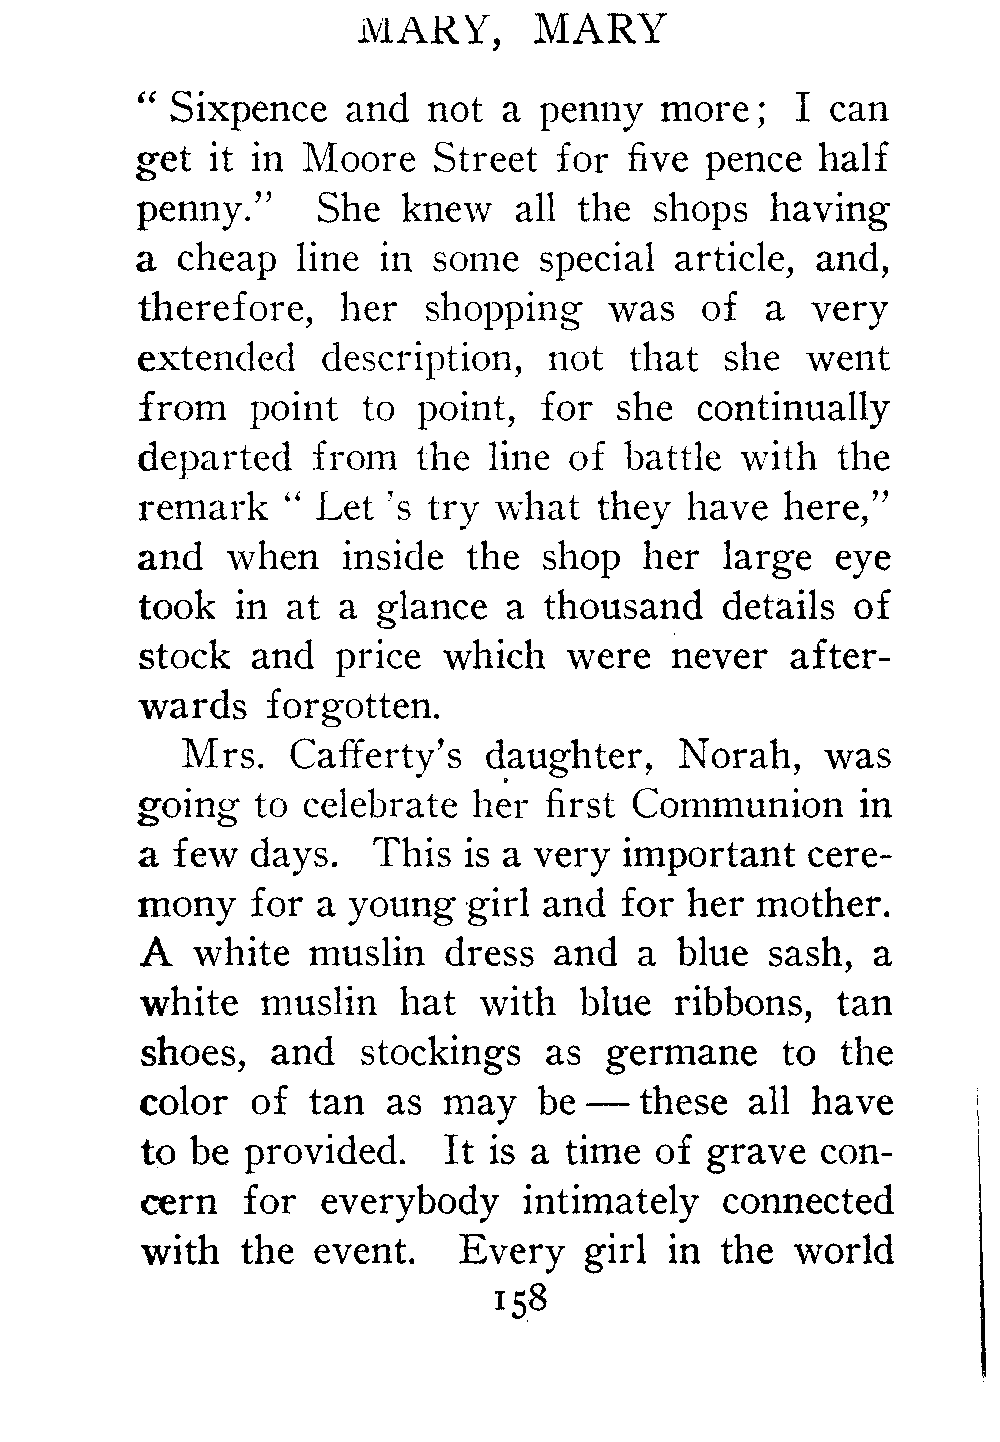 MARY, MARY
“ Sixpence and not a penny more; I can
get it in Moore Street for five pence half
penny.” She knew all the shops having
a cheap line in some special article, and,
therefore, her shopping was of a very
extended description, not that she went
from point to point, for she continually
departed from the line of battle with the
remark “ Let ’s try what they have here,”
and when inside the shop her large eye
took in at a glance a thousand details of
stock and price which were never after-
wards forgotten.
Mrs. Cafferty’s daughter, Norah, was
going to celebrate her first Communion in
a few days. This is a very important cere-
mony for a young girl and for her mother.
A white muslin dress and a blue sash, a
white muslin hat with blue ribbons, tan
shoes, and stockings as germane to the
color of tan as may be — these all have
to be provided. It is a time of grave con-
cern for everybody intimately connected
with the event. Every girl in the world
158